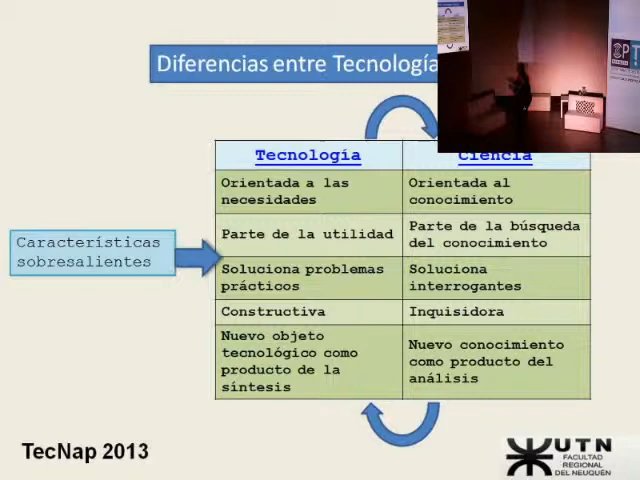 Diferencias entre Tecnología
Tecnología
Ciencia
Orientada a las
necesidades
Orientada al
conocimiento
Parte de la utilidad
Parte de la búsqueda
del conocimiento
Características
sobresalientes
Soluciona problemas
prácticos
Soluciona
interrogantes
Constructiva
Inquisidora
Nuevo objeto
tecnológico como
producto de la
síntesis
Nuevo conocimiento
como producto del
análisis
TecNap 2013
UTN
FACULTAD
REGIONAL
DEL NEUQUÉN